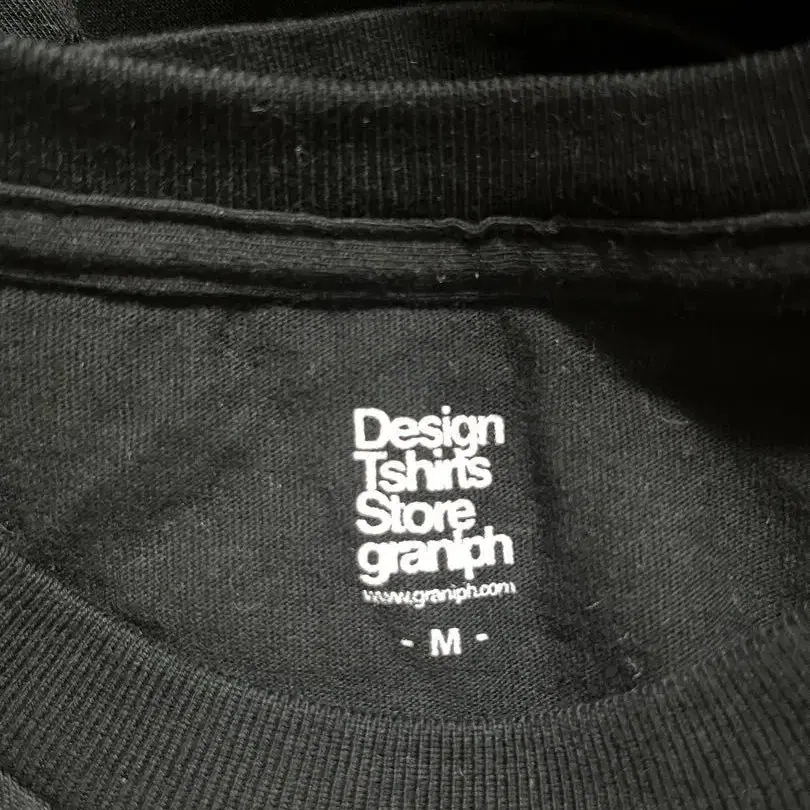 Design
Tshirts
Store
graniph
www.graniph.com
- M -